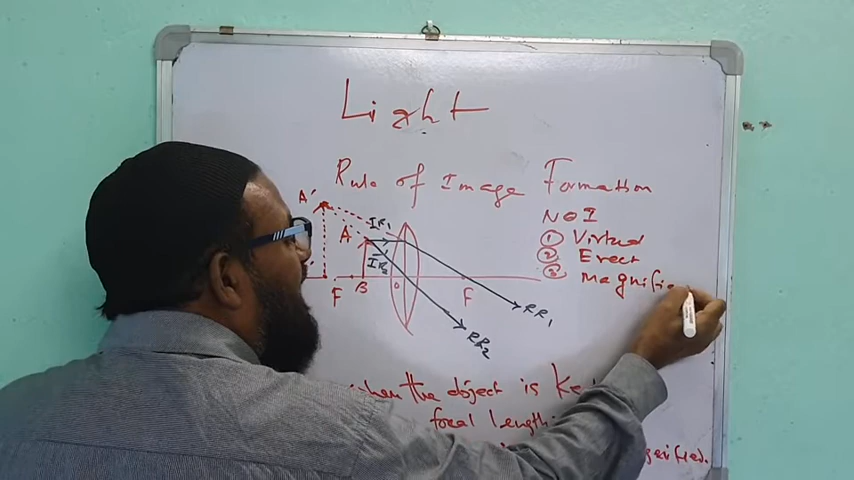 Light
Rule of Image Formation
NOI
① Virtual
② Erect
③ Magnifie
A'
IR1
A
IR2
F
B
O
F
RR1
RR2
when the object is
focal length